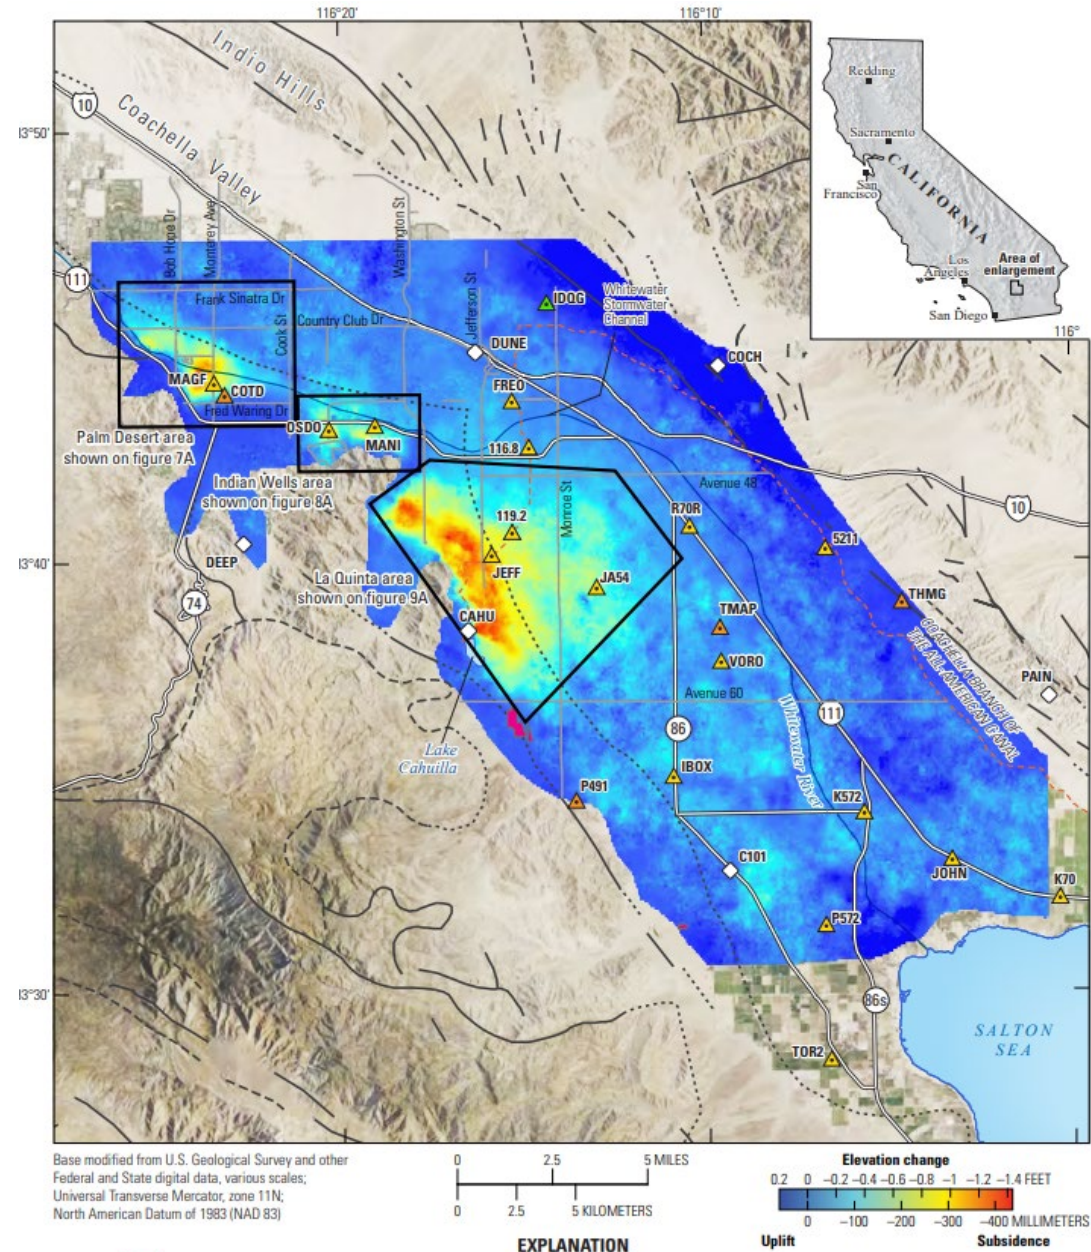 116°20'
116°10'
Indio Hills
10
Coachella Valley
Redding
Sacramento
San
Francisco
CALIFORNIA
Los
Angeles
San Diego
Area of
enlargement
116°
3°50'
Bob Hope Dr
Monterey Ave
Washington St
111
Frank Sinatra Dr
IDQG
Whitewater
Stormwater
Channel
Cook St
Country Club Dr
Jefferson St
DUNE
COCH
MAGF
COTD
FREO
Fred Waring Dr
OSDO
MANI
116.8
Palm Desert area
shown on figure 7A
Indian Wells area
shown on figure 8A
Avenue 48
10
119.2
Monroe St
R70R
5211
3°40'
DEEP
JEFF
La Quinta area
shown on figure 9A
JA54
THMG
74
CAHU
TMAP
COACHELLA BRANCH OF
THE ALL-AMERICAN CANAL
VORO
PAIN
Avenue 60
86
Whitewater River
111
Lake
Cahuilla
IBOX
P491
K572
C101
JOHN
K70
P572
3°30'
86s
SALTON
SEA
TOR2
Base modified from U.S. Geological Survey and other
Federal and State digital data, various scales;
Universal Transverse Mercator, zone 11N;
North American Datum of 1983 (NAD 83)
0 2.5 5 MILES
0 2.5 5 KILOMETERS
EXPLANATION
Elevation change
0.2 0 −0.2 −0.4 −0.6 −0.8 −1 −1.2 −1.4 FEET
0 −100 −200 −300 −400 MILLIMETERS
Uplift Subsidence